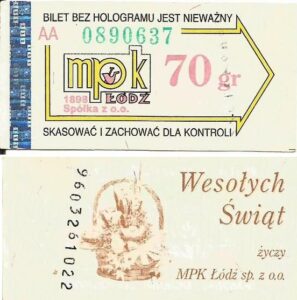 BILET BEZ HOLOGRAMU JEST NIEWAŻNY
AA 0890637
mpk
ŁÓDŹ
70 gr
1898
Spółka z o.o.
SKASOWAĆ I ZACHOWAĆ DLA KONTROLI
9603261022
Wesołych
Świąt
życzy
MPK Łódź sp. z o.o.